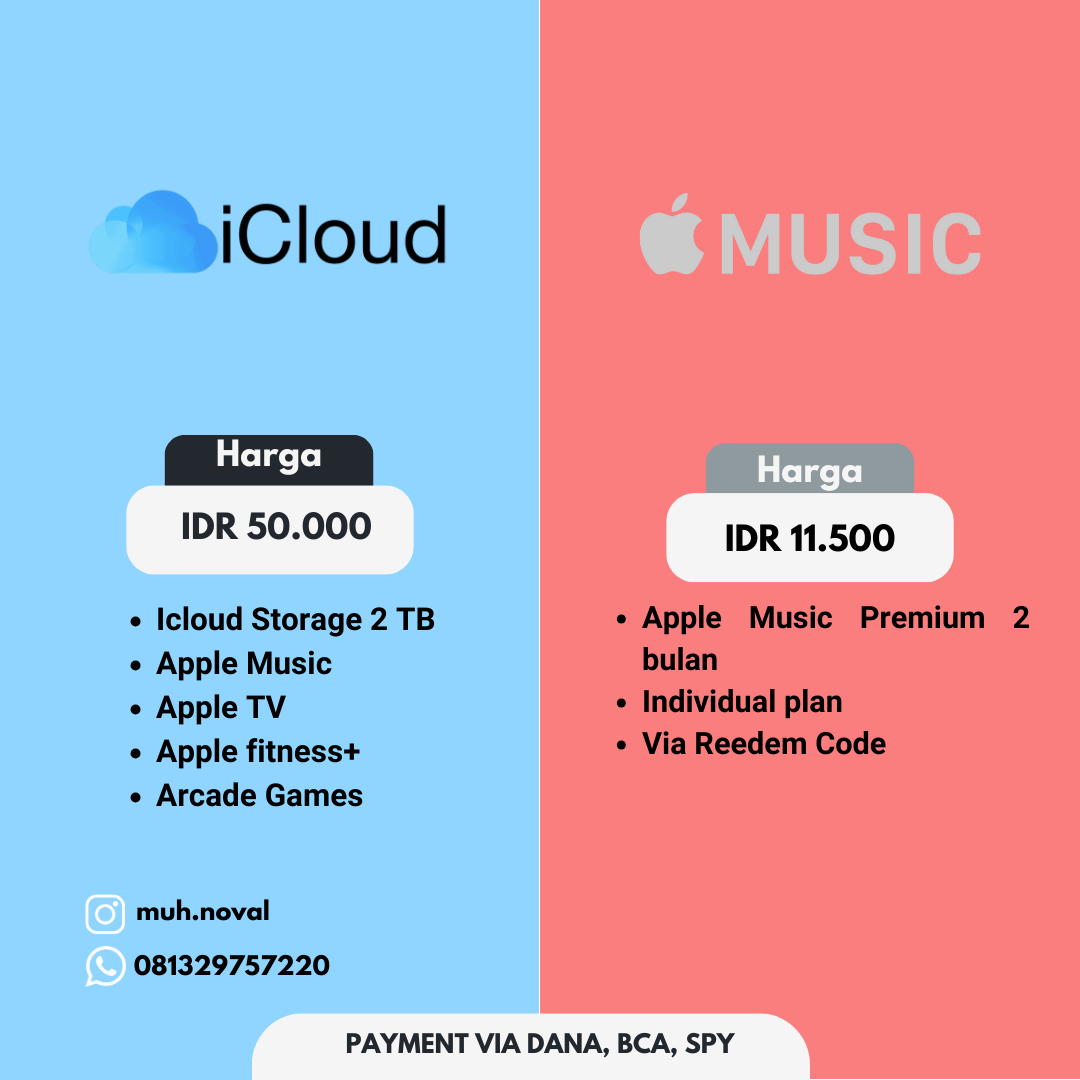 iCloud
Harga
IDR 50.000
Icloud Storage 2 TB
Apple Music
Apple TV
Apple fitness+
Arcade Games
muh.noval
081329757220
MUSIC
Harga
IDR 11.500
Apple Music Premium 2
bulan
Individual plan
Via Reedem Code
PAYMENT VIA DANA, BCA, SPY